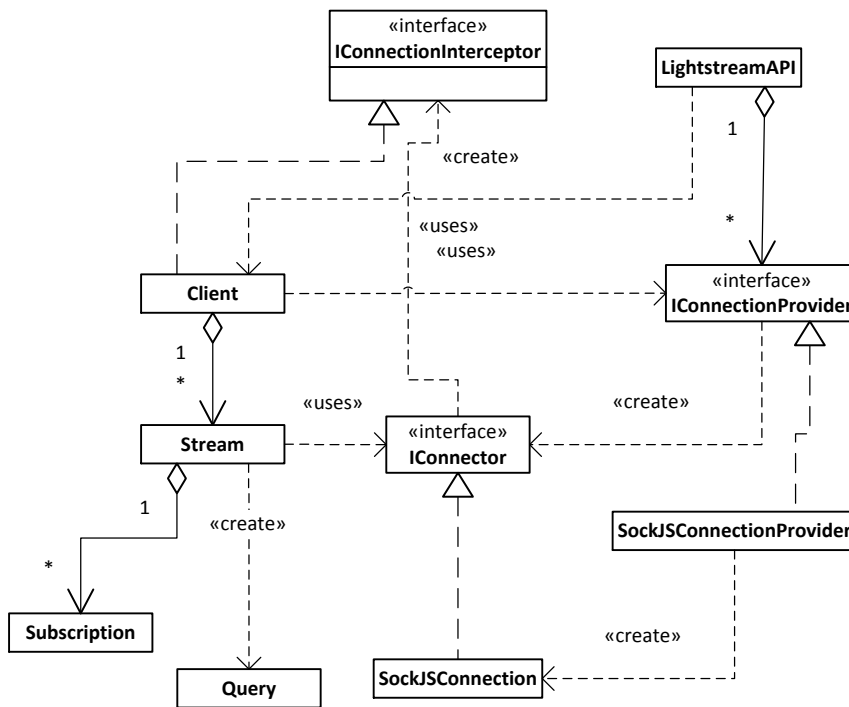 «interface»
IConnectionInterceptor
LightstreamAPI
1
«create»
«uses»
*
«uses»
«interface»
IConnectionProvider
Client
1
*
«uses»
«create»
«interface»
IConnector
Stream
1
«create»
SockJSConnectionProvider
*
Subscription
«create»
SockJSConnection
Query